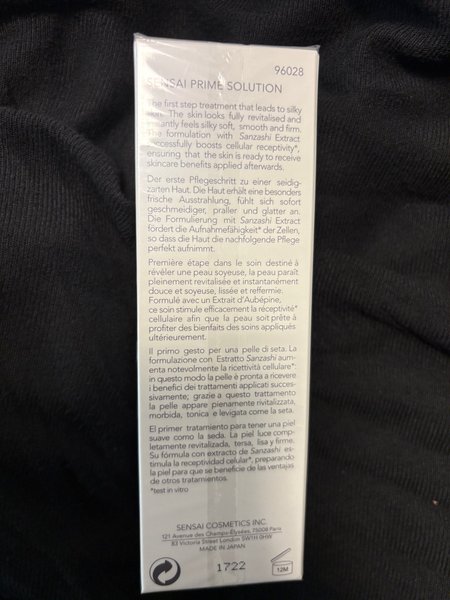 96028
SENSAI PRIME SOLUTION
The first step treatment that leads to silky
skin. The skin looks fully revitalised and
instantly feels silky soft, smooth and firm.
The formulation with Sanzashi Extract
successfully boosts cellular receptivity*,
ensuring that the skin is ready to receive
skincare benefits applied afterwards.
Der erste Pflegeschritt zu einer seidig-
zarten Haut. Die Haut erhält eine besonders
frische Ausstrahlung, fühlt sich sofort
geschmeidiger, praller und glatter an.
Die Formulierung mit Sanzashi Extract
fördert die Aufnahmefähigkeit* der Zellen,
so dass die Haut die nachfolgende Pflege
perfekt aufnimmt.
Première étape dans le soin destiné à
révéler une peau soyeuse, la peau paraît
pleinement revitalisée et instantanément
douce et soyeuse, lissée et reffermie.
Formulé avec un Extrait d'Aubépine,
ce soin stimule efficacement la réceptivité*
cellulaire afin que la peau soit prête à
profiter des bienfaits des soins appliqués
ultérieurement.
Il primo gesto per una pelle di seta. La
formulazione con Estratto Sanzashi aum-
enta notevolmente la ricettività cellulare*:
in questo modo la pelle è pronta a ricevere
i benefici dei trattamenti applicati succes-
sivamente; grazie a questo trattamento
la pelle appare pienamente rivitalizzata,
morbida, tonica e levigata come la seta.
El primer tratamiento para tener una piel
suave como la seda. La piel luce comp-
letamente revitalizada, tersa, lisa y firme.
Su fórmula con extracto de Sanzashi es-
timula la receptividad celular*, preparando
la piel para que se beneficie de las ventajas
de otros tratamientos.
*test in vitro
SENSAI COSMETICS INC.
121 Avenue des Champs-Élysées, 75008 Paris
83 Victoria Street London SW1H 0HW
MADE IN JAPAN
1722
12M